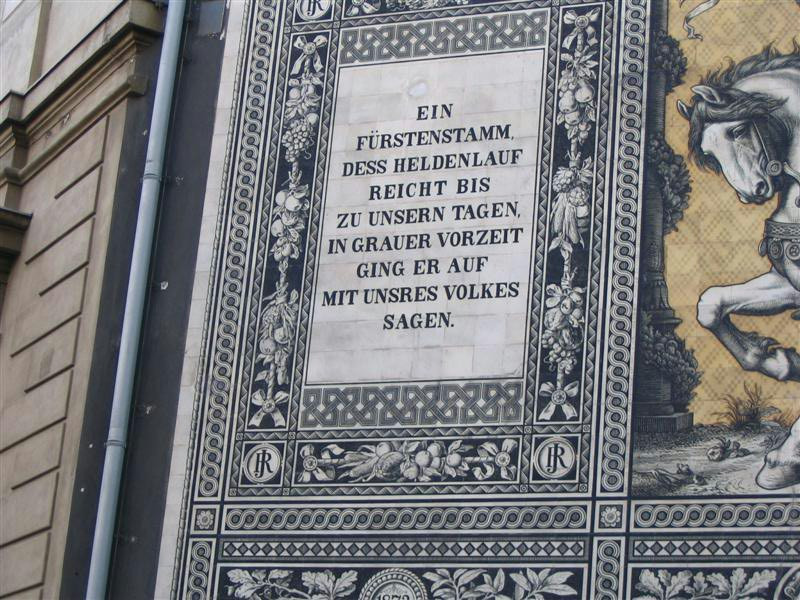 EIN
FÜRSTENSTAMM,
DESS HELDENLAUF
REICHT BIS
ZU UNSERN TAGEN,
IN GRAUER VORZEIT
GING ER AUF
MIT UNSRES VOLKES
SAGEN.